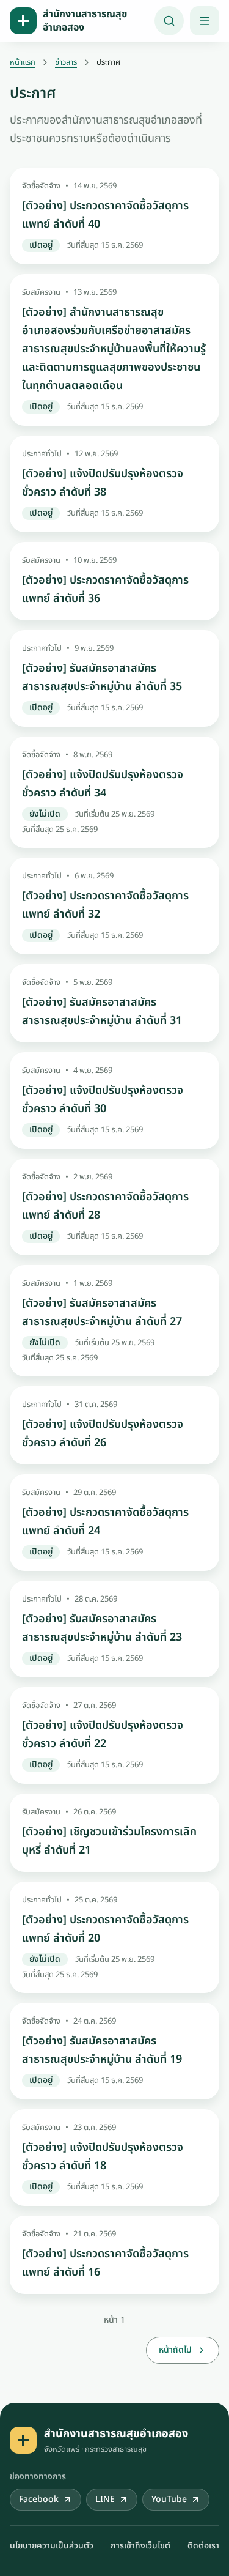 สำนักงานสาธารณสุข
อำเภอสอง
หน้าแรก > ข่าวสาร > ประกาศ
ประกาศ
ประกาศของสำนักงานสาธารณสุขอำเภอสองที่
ประชาชนควรทราบหรือต้องดำเนินการ
จัดซื้อจัดจ้าง • 14 พ.ย. 2569
[ตัวอย่าง] ประกวดราคาจัดซื้อวัสดุการ
แพทย์ ลำดับที่ 40
เปิดอยู่ วันที่สิ้นสุด 15 ธ.ค. 2569
รับสมัครงาน • 13 พ.ย. 2569
[ตัวอย่าง] สำนักงานสาธารณสุข
อำเภอสองร่วมกับเครือข่ายอาสาสมัคร
สาธารณสุขประจำหมู่บ้านลงพื้นที่ให้ความรู้
และติดตามการดูแลสุขภาพของประชาชน
ในทุกตำบลตลอดเดือน
เปิดอยู่ วันที่สิ้นสุด 15 ธ.ค. 2569
ประกาศทั่วไป • 12 พ.ย. 2569
[ตัวอย่าง] แจ้งปิดปรับปรุงห้องตรวจ
ชั่วคราว ลำดับที่ 38
เปิดอยู่ วันที่สิ้นสุด 15 ธ.ค. 2569
รับสมัครงาน • 10 พ.ย. 2569
[ตัวอย่าง] ประกวดราคาจัดซื้อวัสดุการ
แพทย์ ลำดับที่ 36
ประกาศทั่วไป • 9 พ.ย. 2569
[ตัวอย่าง] รับสมัครอาสาสมัคร
สาธารณสุขประจำหมู่บ้าน ลำดับที่ 35
เปิดอยู่ วันที่สิ้นสุด 15 ธ.ค. 2569
จัดซื้อจัดจ้าง • 8 พ.ย. 2569
[ตัวอย่าง] แจ้งปิดปรับปรุงห้องตรวจ
ชั่วคราว ลำดับที่ 34
ยังไม่เปิด วันที่เริ่มต้น 25 พ.ย. 2569
วันที่สิ้นสุด 25 ธ.ค. 2569
ประกาศทั่วไป • 6 พ.ย. 2569
[ตัวอย่าง] ประกวดราคาจัดซื้อวัสดุการ
แพทย์ ลำดับที่ 32
เปิดอยู่ วันที่สิ้นสุด 15 ธ.ค. 2569
จัดซื้อจัดจ้าง • 5 พ.ย. 2569
[ตัวอย่าง] รับสมัครอาสาสมัคร
สาธารณสุขประจำหมู่บ้าน ลำดับที่ 31
รับสมัครงาน • 4 พ.ย. 2569
[ตัวอย่าง] แจ้งปิดปรับปรุงห้องตรวจ
ชั่วคราว ลำดับที่ 30
เปิดอยู่ วันที่สิ้นสุด 15 ธ.ค. 2569
จัดซื้อจัดจ้าง • 2 พ.ย. 2569
[ตัวอย่าง] ประกวดราคาจัดซื้อวัสดุการ
แพทย์ ลำดับที่ 28
เปิดอยู่ วันที่สิ้นสุด 15 ธ.ค. 2569
รับสมัครงาน • 1 พ.ย. 2569
[ตัวอย่าง] รับสมัครอาสาสมัคร
สาธารณสุขประจำหมู่บ้าน ลำดับที่ 27
ยังไม่เปิด วันที่เริ่มต้น 25 พ.ย. 2569
วันที่สิ้นสุด 25 ธ.ค. 2569
ประกาศทั่วไป • 31 ต.ค. 2569
[ตัวอย่าง] แจ้งปิดปรับปรุงห้องตรวจ
ชั่วคราว ลำดับที่ 26
รับสมัครงาน • 29 ต.ค. 2569
[ตัวอย่าง] ประกวดราคาจัดซื้อวัสดุการ
แพทย์ ลำดับที่ 24
เปิดอยู่ วันที่สิ้นสุด 15 ธ.ค. 2569
ประกาศทั่วไป • 28 ต.ค. 2569
[ตัวอย่าง] รับสมัครอาสาสมัคร
สาธารณสุขประจำหมู่บ้าน ลำดับที่ 23
เปิดอยู่ วันที่สิ้นสุด 15 ธ.ค. 2569
จัดซื้อจัดจ้าง • 27 ต.ค. 2569
[ตัวอย่าง] แจ้งปิดปรับปรุงห้องตรวจ
ชั่วคราว ลำดับที่ 22
เปิดอยู่ วันที่สิ้นสุด 15 ธ.ค. 2569
รับสมัครงาน • 26 ต.ค. 2569
[ตัวอย่าง] เชิญชวนเข้าร่วมโครงการเลิก
บุหรี่ ลำดับที่ 21
ประกาศทั่วไป • 25 ต.ค. 2569
[ตัวอย่าง] ประกวดราคาจัดซื้อวัสดุการ
แพทย์ ลำดับที่ 20
ยังไม่เปิด วันที่เริ่มต้น 25 พ.ย. 2569
วันที่สิ้นสุด 25 ธ.ค. 2569
จัดซื้อจัดจ้าง • 24 ต.ค. 2569
[ตัวอย่าง] รับสมัครอาสาสมัคร
สาธารณสุขประจำหมู่บ้าน ลำดับที่ 19
เปิดอยู่ วันที่สิ้นสุด 15 ธ.ค. 2569
รับสมัครงาน • 23 ต.ค. 2569
[ตัวอย่าง] แจ้งปิดปรับปรุงห้องตรวจ
ชั่วคราว ลำดับที่ 18
เปิดอยู่ วันที่สิ้นสุด 15 ธ.ค. 2569
จัดซื้อจัดจ้าง • 21 ต.ค. 2569
[ตัวอย่าง] ประกวดราคาจัดซื้อวัสดุการ
แพทย์ ลำดับที่ 16
หน้า 1
หน้าถัดไป
สำนักงานสาธารณสุขอำเภอสอง
จังหวัดแพร่ · กระทรวงสาธารณสุข
ช่องทางทางการ
Facebook LINE YouTube
นโยบายความเป็นส่วนตัว การเข้าถึงเว็บไซต์ ติดต่อเรา